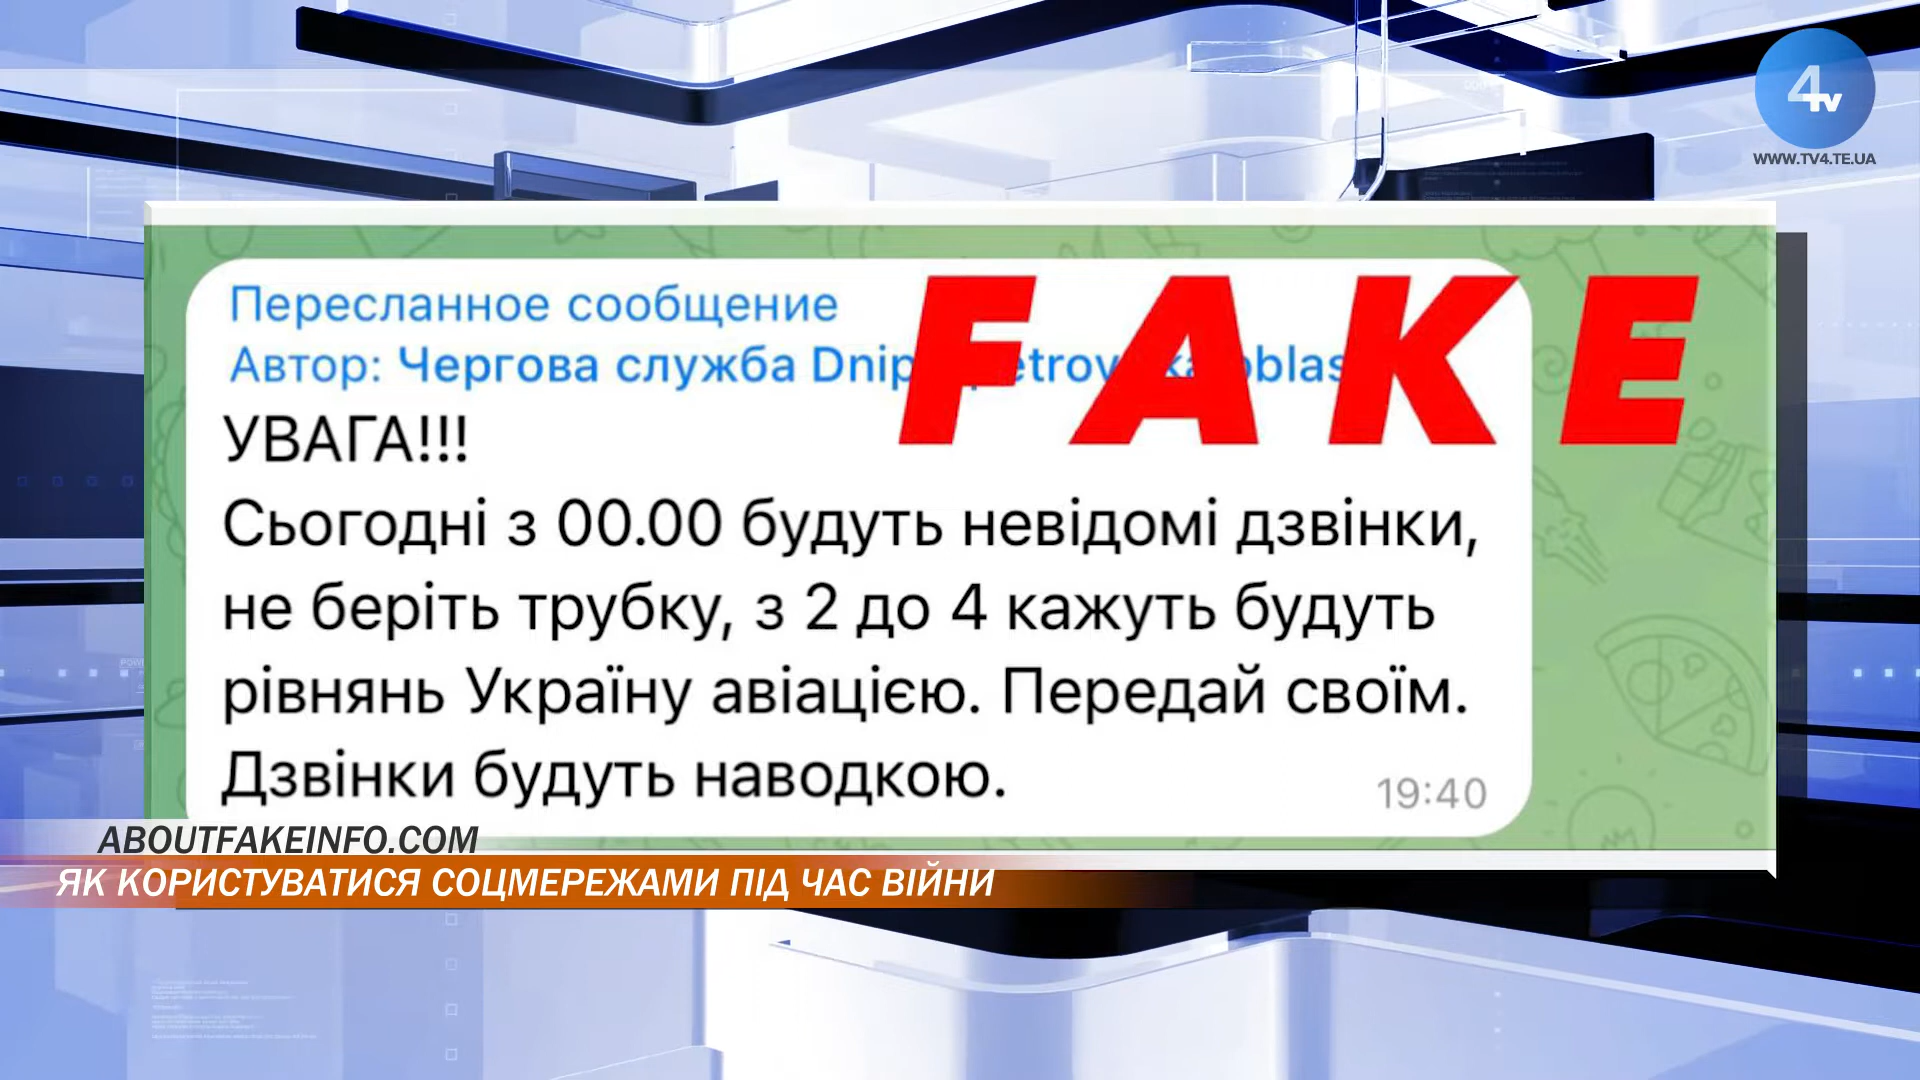 4tv
WWW.TV4.TE.UA
FAKE
Пересланное сообщение
Автор: Чергова служба
УВАГА!!!
Сьогодні з 00.00 будуть невідомі дзвінки,
не беріть трубку, з 2 до 4 кажуть будуть
рівнянь Україну авіацією. Передай своїм.
Дзвінки будуть наводкою.
19:40
ABOUTFAKEINFO.COM
ЯК КОРИСТУВАТИСЯ СОЦМЕРЕЖАМИ ПІД ЧАС ВІЙНИ